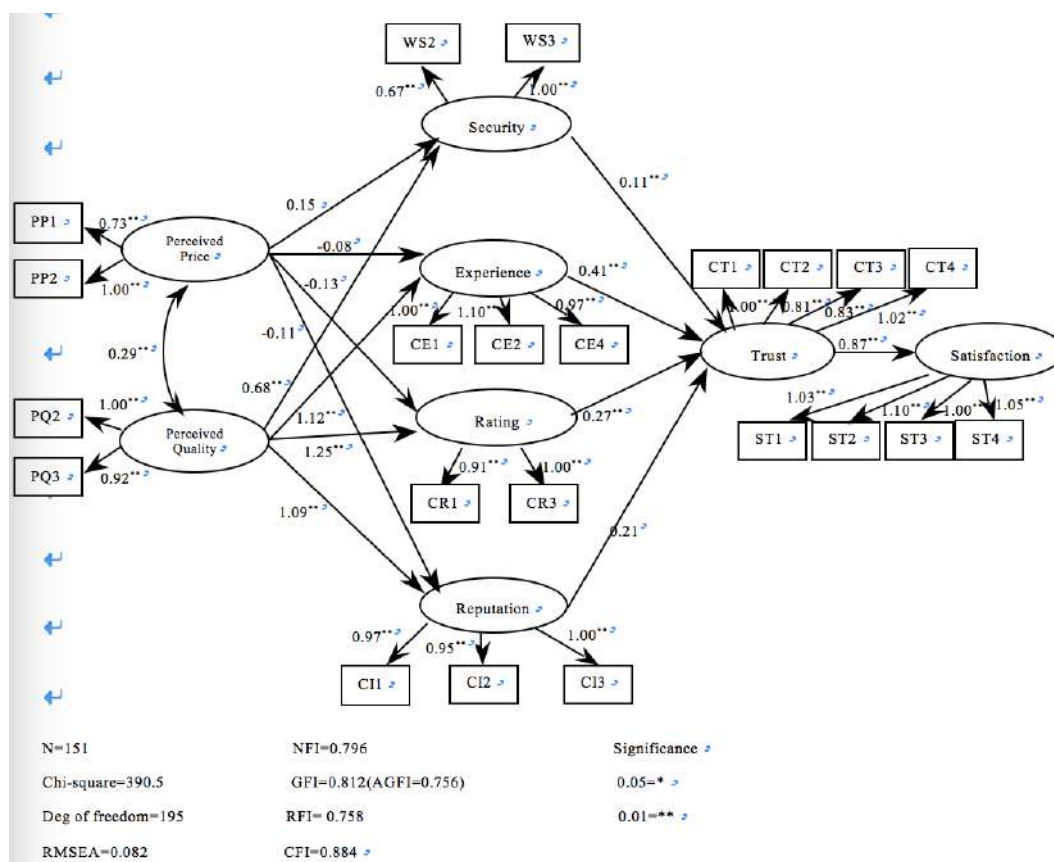 WS2
WS3
0.67**
1.00**
Security
0.15
0.11**
PP1
0.73**
Perceived
Price
PP2
1.00**
-0.08
Experience
0.41**
CT1
CT2
CT3
CT4
-0.13
1.00**
1.10**
0.97**
1.00**
0.81**
0.83**
1.02**
-0.11
CE1
CE2
CE4
Trust
0.87**
Satisfaction
0.29**
0.68**
1.03**
1.10**
1.00**
1.05**
PQ2
1.00**
1.12**
Rating
0.27**
ST1
ST2
ST3
ST4
Perceived
Quality
1.25**
PQ3
0.92**
0.91**
1.00**
CR1
CR3
1.09**
0.21
Reputation
0.97**
0.95**
1.00**
CI1
CI2
CI3
N=151
NFI=0.796
Significance
Chi-square=390.5
GFI=0.812(AGFI=0.756)
0.05=*
Deg of freedom=195
RFI= 0.758
0.01=**
RMSEA=0.082
CFI=0.884